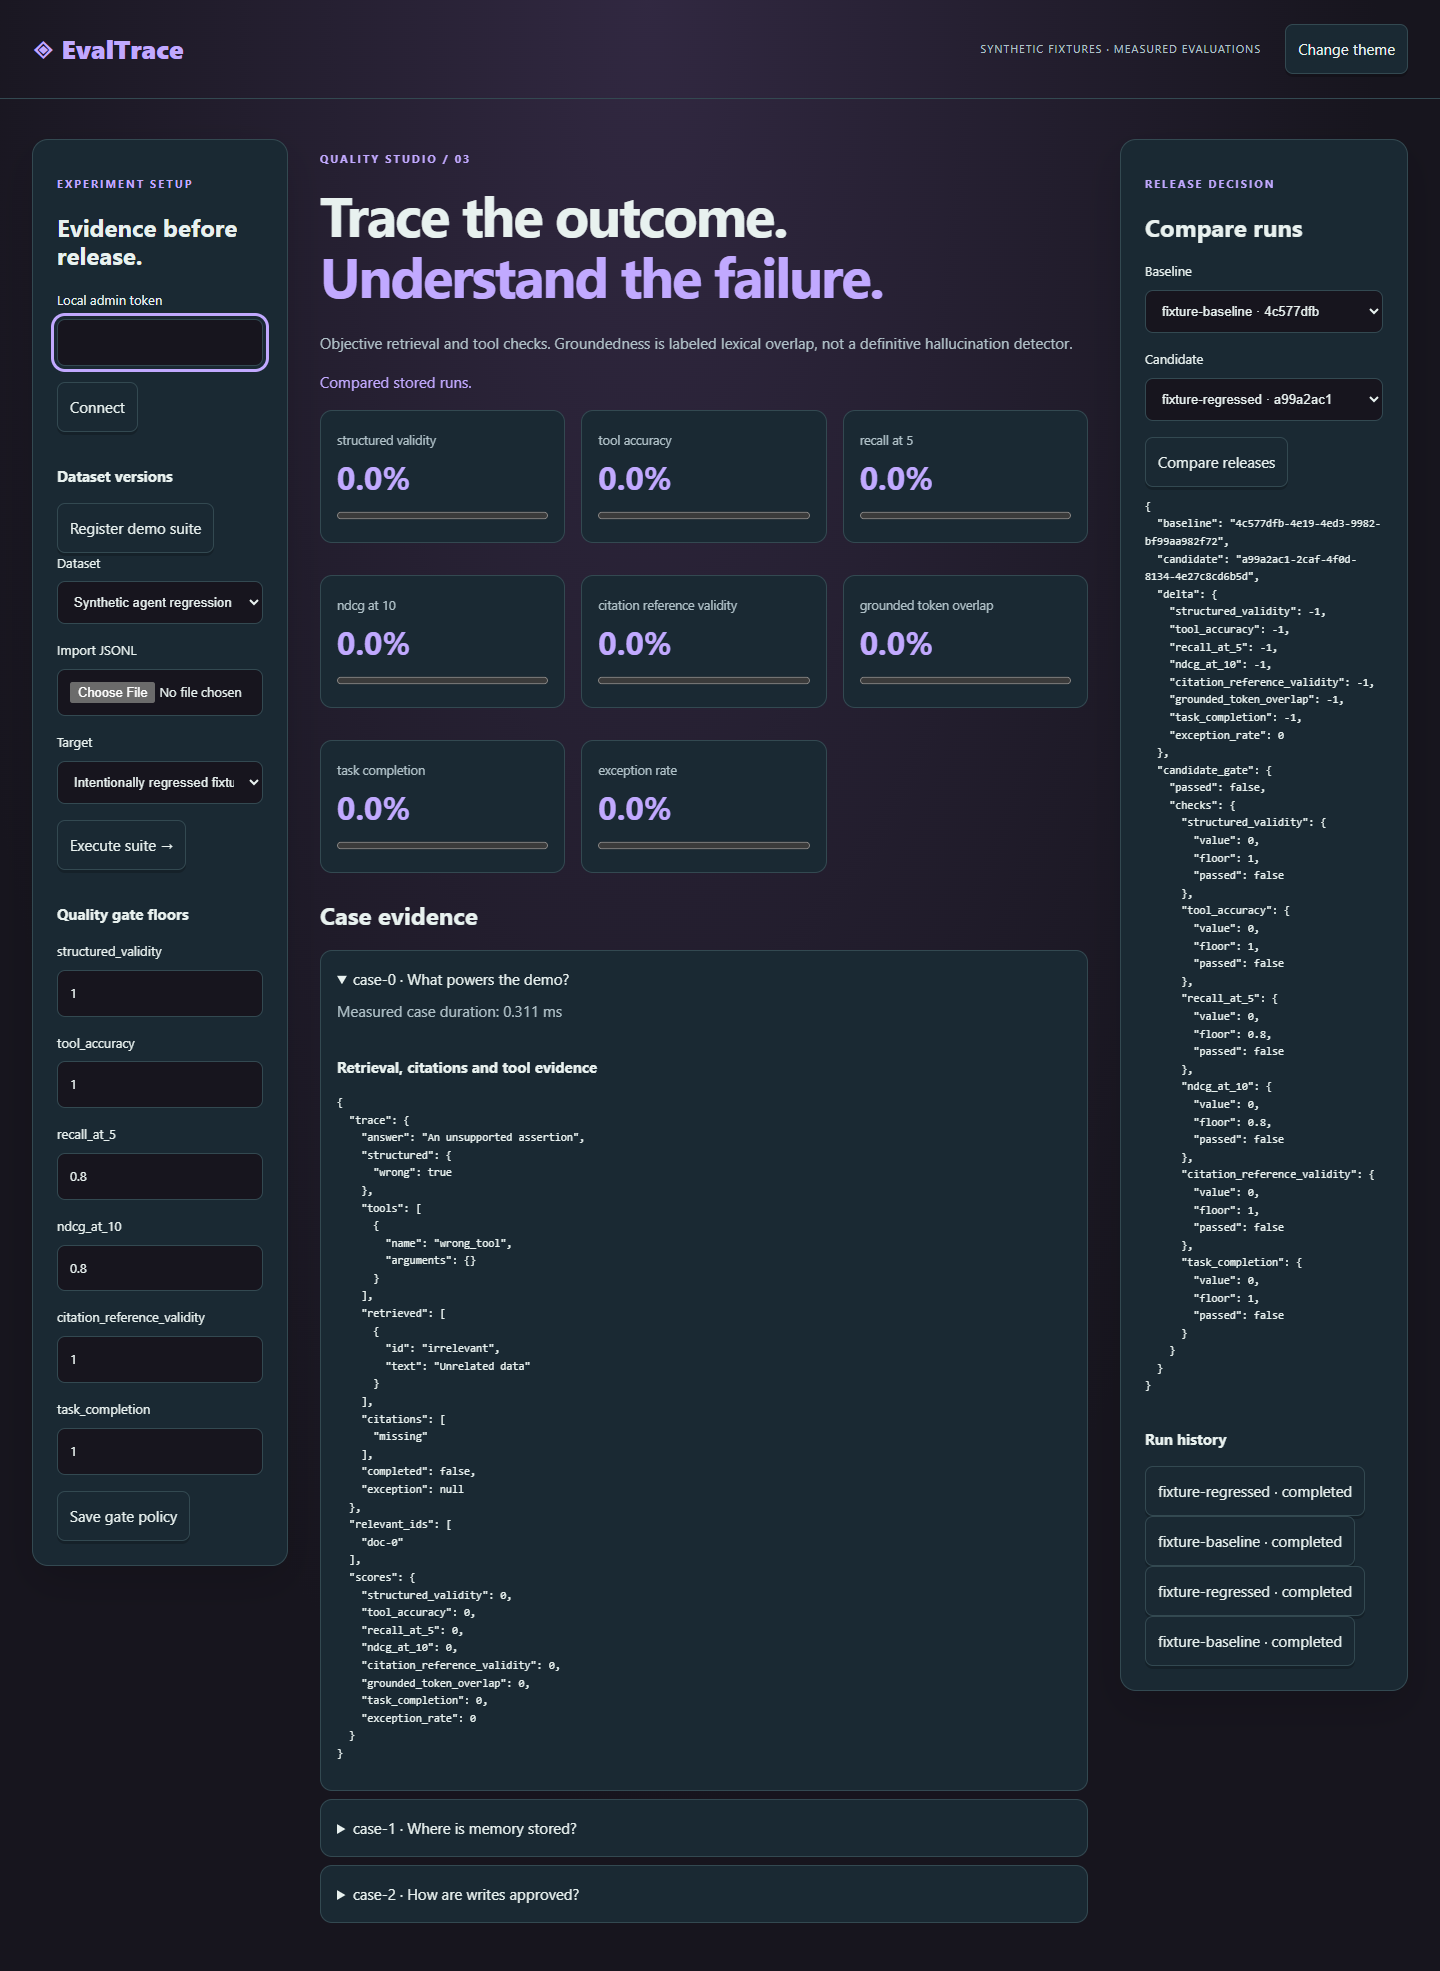 ◈ EvalTrace
SYNTHETIC FIXTURES · MEASURED EVALUATIONS
Change theme
EXPERIMENT SETUP
Evidence before
release.
Local admin token
Connect
Dataset versions
Register demo suite
Dataset
Synthetic agent regression
Import JSONL
Choose File No file chosen
Target
Intentionally regressed fixtu
Execute suite →
Quality gate floors
structured_validity
1
tool_accuracy
1
recall_at_5
0.8
ndcg_at_10
0.8
citation_reference_validity
1
task_completion
1
Save gate policy
QUALITY STUDIO / 03
Trace the outcome.
Understand the failure.
Objective retrieval and tool checks. Groundedness is labeled lexical overlap, not a definitive hallucination detector.
Compared stored runs.
structured validity
0.0%
tool accuracy
0.0%
recall at 5
0.0%
ndcg at 10
0.0%
citation reference validity
0.0%
grounded token overlap
0.0%
task completion
0.0%
exception rate
0.0%
Case evidence
▼ case-0 · What powers the demo?
Measured case duration: 0.311 ms
Retrieval, citations and tool evidence
{
  "trace": {
    "answer": "An unsupported assertion",
    "structured": {
      "wrong": true
    },
    "tools": [
      {
        "name": "wrong_tool",
        "arguments": {}
      }
    ],
    "retrieved": [
      {
        "id": "irrelevant",
        "text": "Unrelated data"
      }
    ],
    "citations": [
      "missing"
    ],
    "completed": false,
    "exception": null
  },
  "relevant_ids": [
    "doc-0"
  ],
  "scores": {
    "structured_validity": 0,
    "tool_accuracy": 0,
    "recall_at_5": 0,
    "ndcg_at_10": 0,
    "citation_reference_validity": 0,
    "grounded_token_overlap": 0,
    "task_completion": 0,
    "exception_rate": 0
  }
}
▶ case-1 · Where is memory stored?
▶ case-2 · How are writes approved?
RELEASE DECISION
Compare runs
Baseline
fixture-baseline · 4c577dfb
Candidate
fixture-regressed · a99a2ac1
Compare releases
{
  "baseline": "4c577dfb-4e19-4ed3-9982-
bf99aa982f72",
  "candidate": "a99a2ac1-2caf-4f0d-
8134-4e27c8cd6b5d",
  "delta": {
    "structured_validity": -1,
    "tool_accuracy": -1,
    "recall_at_5": -1,
    "ndcg_at_10": -1,
    "citation_reference_validity": -1,
    "grounded_token_overlap": -1,
    "task_completion": -1,
    "exception_rate": 0
  },
  "candidate_gate": {
    "passed": false,
    "checks": {
      "structured_validity": {
        "value": 0,
        "floor": 1,
        "passed": false
      },
      "tool_accuracy": {
        "value": 0,
        "floor": 1,
        "passed": false
      },
      "recall_at_5": {
        "value": 0,
        "floor": 0.8,
        "passed": false
      },
      "ndcg_at_10": {
        "value": 0,
        "floor": 0.8,
        "passed": false
      },
      "citation_reference_validity": {
        "value": 0,
        "floor": 1,
        "passed": false
      },
      "task_completion": {
        "value": 0,
        "floor": 1,
        "passed": false
      }
    }
  }
}
Run history
fixture-regressed · completed
fixture-baseline · completed
fixture-regressed · completed
fixture-baseline · completed